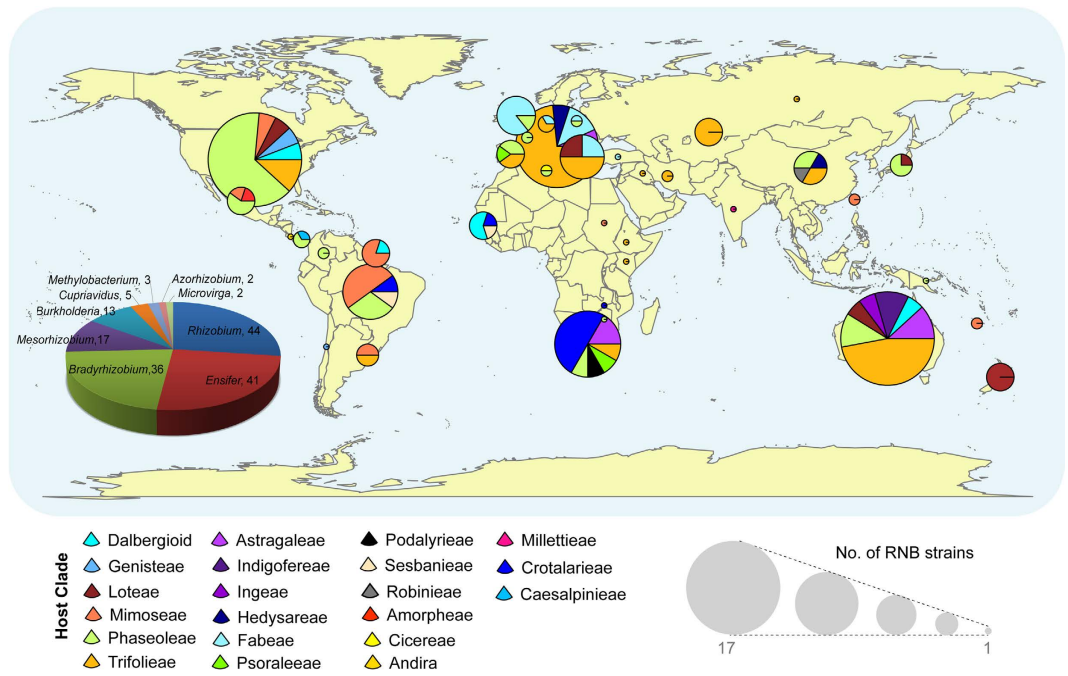 Methylobacterium, 3
Azorhizobium, 2
Cupriavidus, 5
Microvirga, 2
Burkholderia, 13
Rhizobium, 44
Mesorhizobium,17
Bradyrhizobium,36
Ensifer, 41
Host Clade
Dalbergioid
Genisteae
Loteae
Mimoseae
Phaseoleae
Trifolieae
Astragaleae
Indigofereae
Ingeae
Hedysareae
Fabeae
Psoraleeae
Podalyrieae
Sesbanieae
Robinieae
Amorpheae
Cicereae
Andira
Millettieae
Crotalarieae
Caesalpinieae
No. of RNB strains
17
1